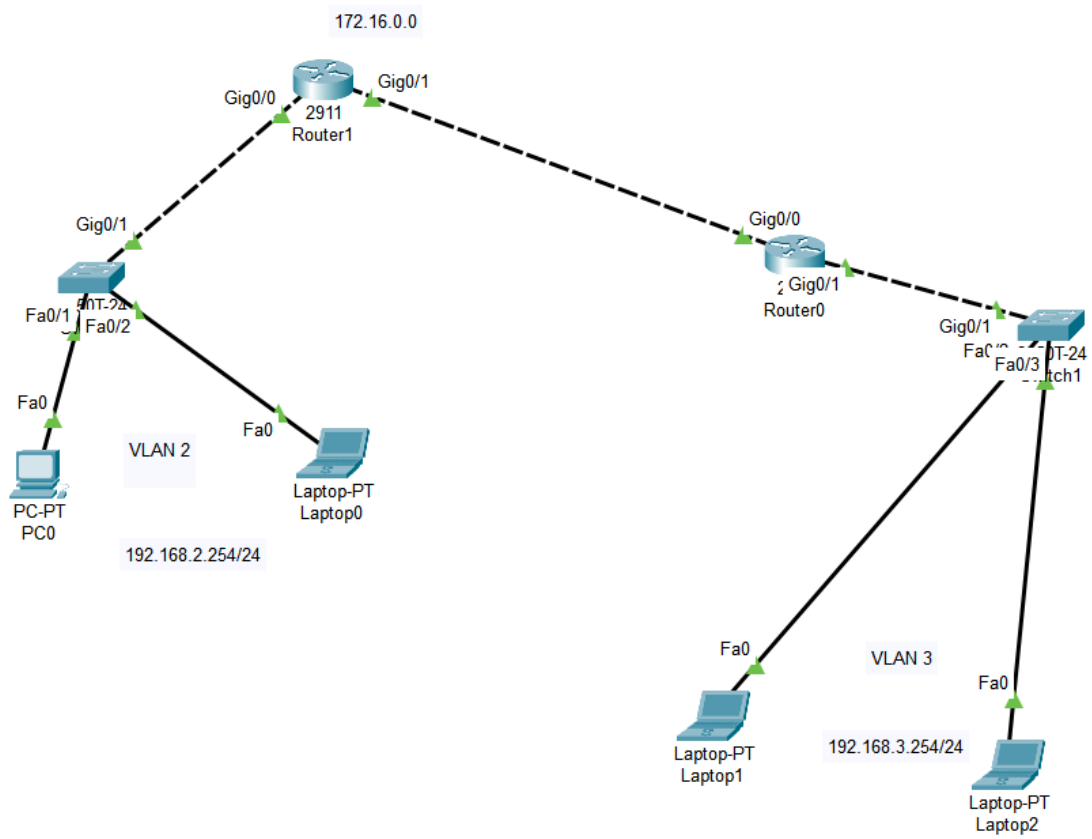 172.16.0.0
Gig0/0
Gig0/1
2911
Router1
Gig0/1
Gig0/0
Gig0/1
Router0
Fa0/1
Fa0/2
Gig0/1
Fa0/3
Fa0
Fa0
VLAN 2
PC-PT
PC0
Laptop-PT
Laptop0
192.168.2.254/24
Fa0
VLAN 3
Fa0
Laptop-PT
Laptop1
192.168.3.254/24
Laptop-PT
Laptop2